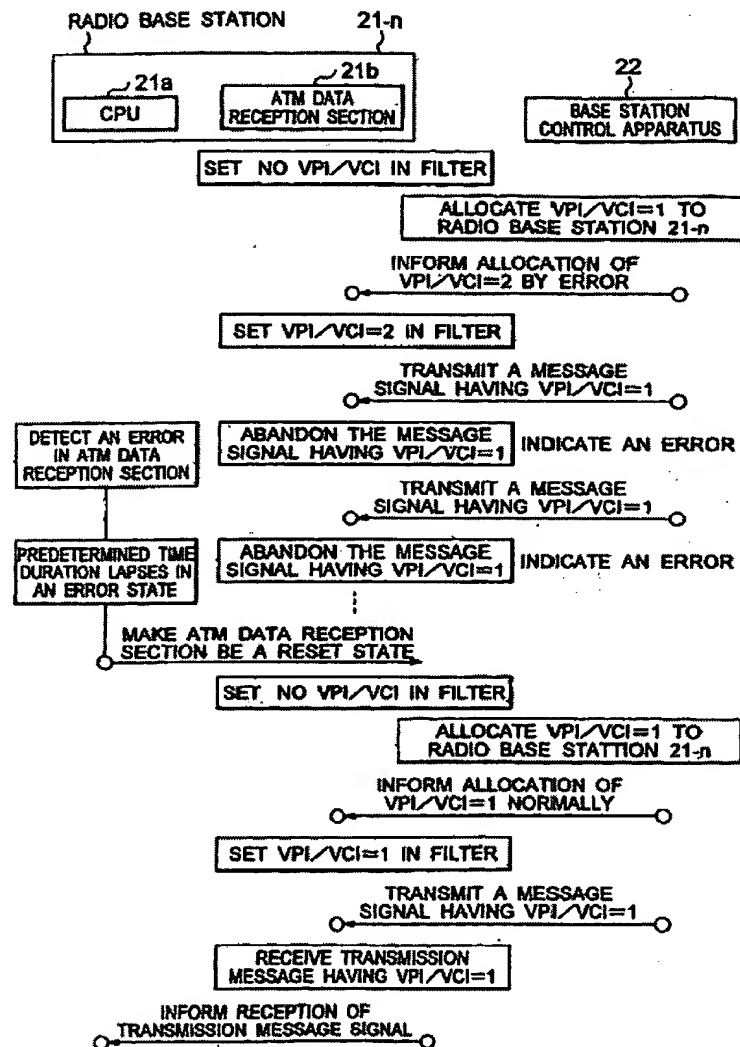 RADIO BASE STATION
21-n
21a
CPU
21b
ATM DATA
RECEPTION SECTION
22
BASE STATION
CONTROL APPARATUS
SET NO VPI/VCI IN FILTER
ALLOCATE VPI/VCI=1 TO
RADIO BASE STATION 21-n
INFORM ALLOCATION OF
VPI/VCI=2 BY ERROR
SET VPI/VCI=2 IN FILTER
TRANSMIT A MESSAGE
SIGNAL HAVING VPI/VCI=1
DETECT AN ERROR
IN ATM DATA
RECEPTION SECTION
ABANDON THE MESSAGE
SIGNAL HAVING VPI/VCI=1
INDICATE AN ERROR
TRANSMIT A MESSAGE
SIGNAL HAVING VPI/VCI=1
PREDETERMINED TIME
DURATION LAPSES IN
AN ERROR STATE
ABANDON THE MESSAGE
SIGNAL HAVING VPI/VCI=1
INDICATE AN ERROR
MAKE ATM DATA RECEPTION
SECTION BE A RESET STATE
SET NO VPI/VCI IN FILTER
ALLOCATE VPI/VCI=1 TO
RADIO BASE STATTION 21-n
INFORM ALLOCATION OF
VPI/VCI=1 NORMALLY
SET VPI/VCI=1 IN FILTER
TRANSMIT A MESSAGE
SIGNAL HAVING VPI/VCI=1
RECEIVE TRANSMISSION
MESSAGE HAVING VPI/VCI=1
INFORM RECEPTION OF
TRANSMISSION MESSAGE SIGNAL